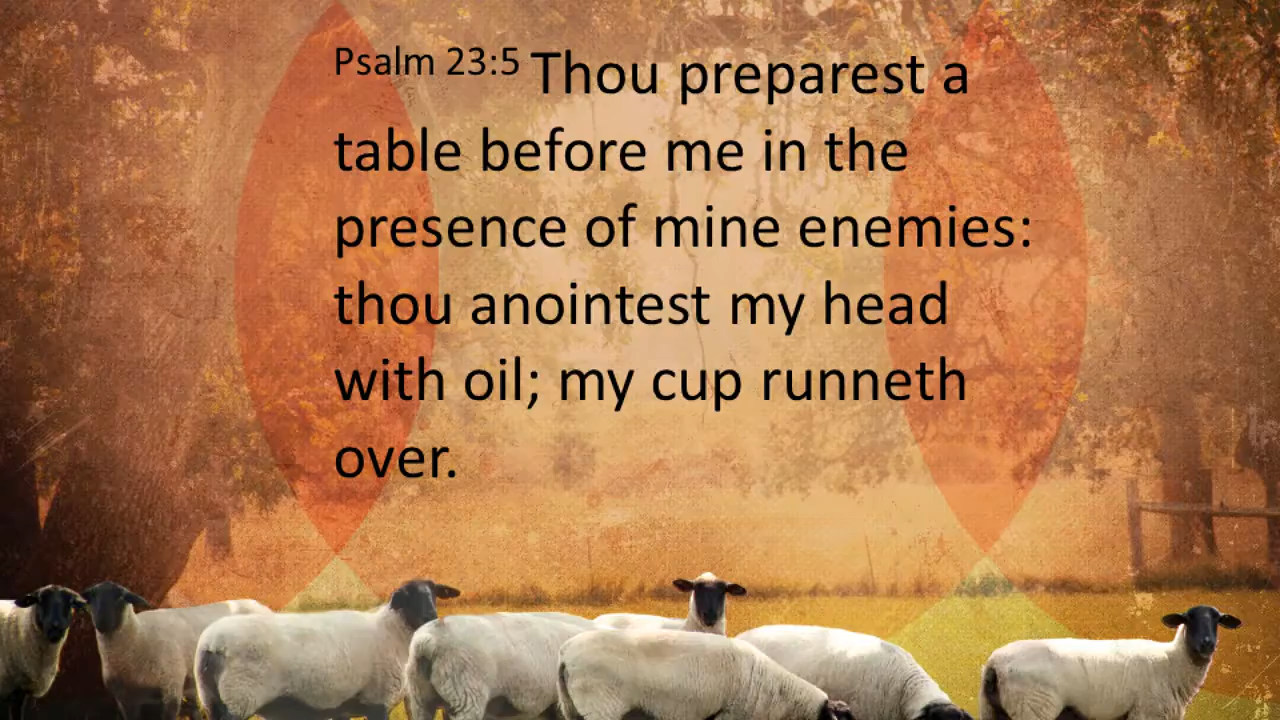 Psalm 23:5 Thou preparest a
table before me in the
presence of mine enemies:
thou anointest my head
with oil; my cup runneth
over.